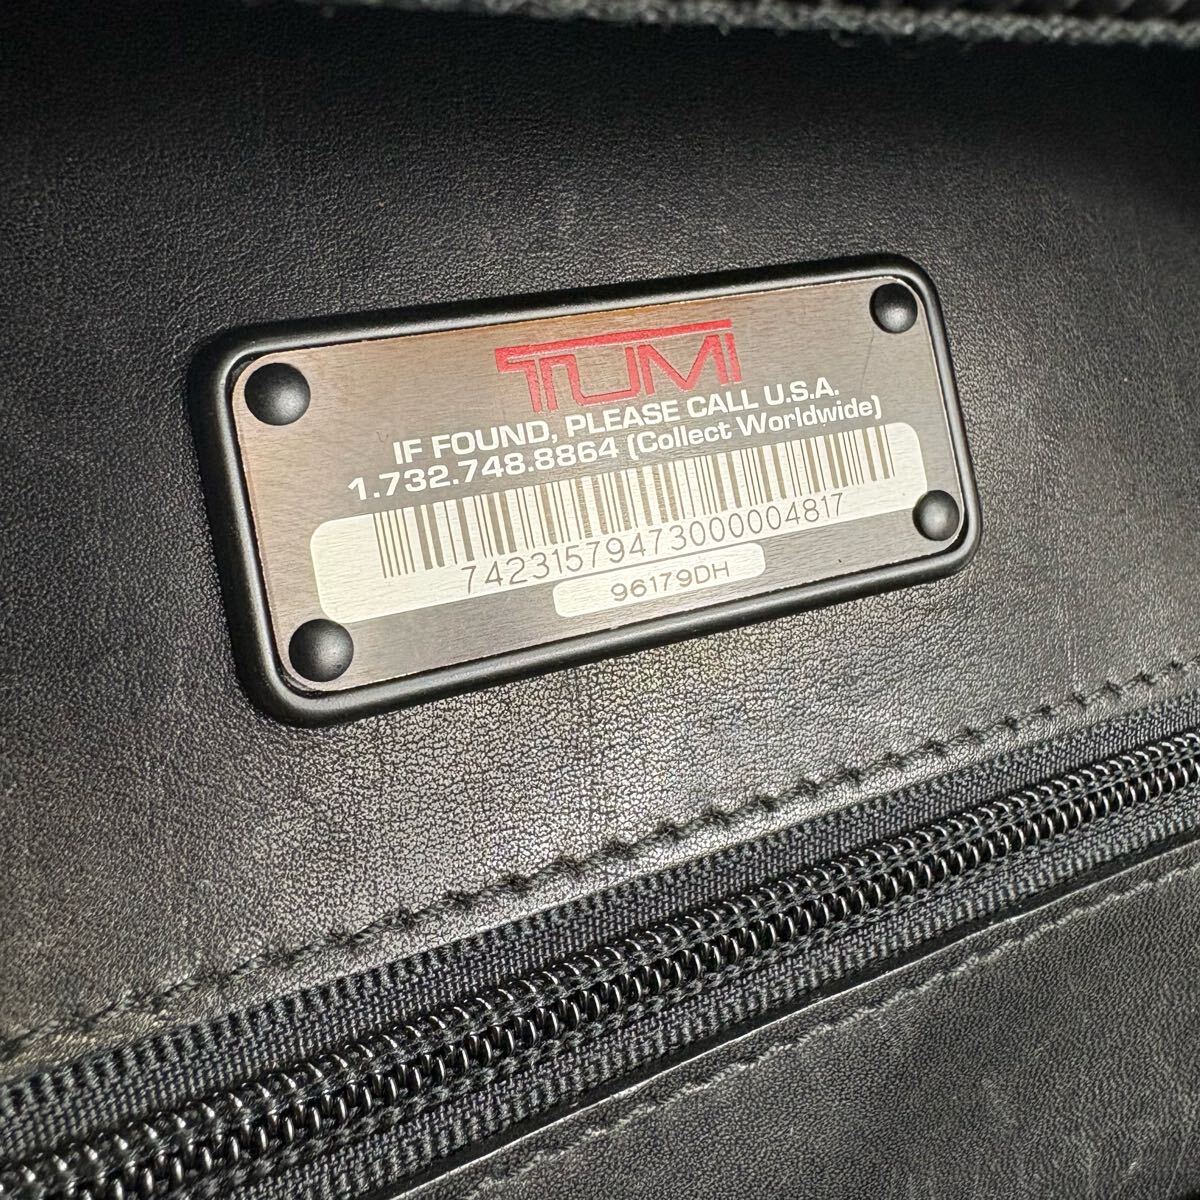 TUMI
IF FOUND, PLEASE CALL U.S.A.
1.732.748.8864 (Collect Worldwide)
74231579473000004817
96179DH